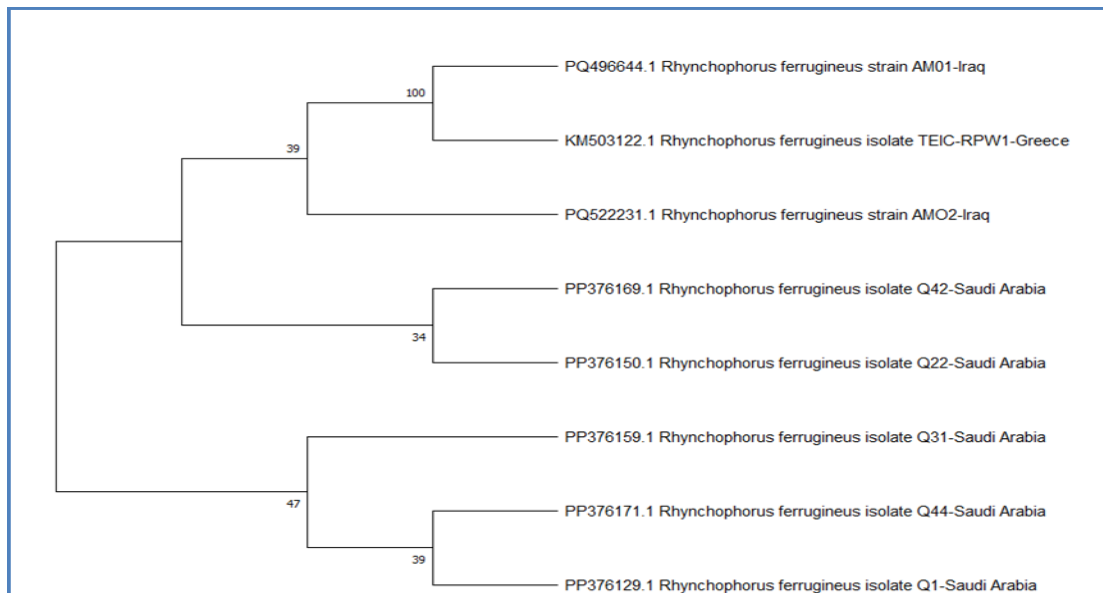 PQ496644.1 Rhynchophorus ferrugineus strain AM01-Iraq
100
KM503122.1 Rhynchophorus ferrugineus isolate TEIC-RPW1-Greece
39
PQ522231.1 Rhynchophorus ferrugineus strain AMO2-Iraq
PP376169.1 Rhynchophorus ferrugineus isolate Q42-Saudi Arabia
34
PP376150.1 Rhynchophorus ferrugineus isolate Q22-Saudi Arabia
PP376159.1 Rhynchophorus ferrugineus isolate Q31-Saudi Arabia
47
PP376171.1 Rhynchophorus ferrugineus isolate Q44-Saudi Arabia
39
PP376129.1 Rhynchophorus ferrugineus isolate Q1-Saudi Arabia